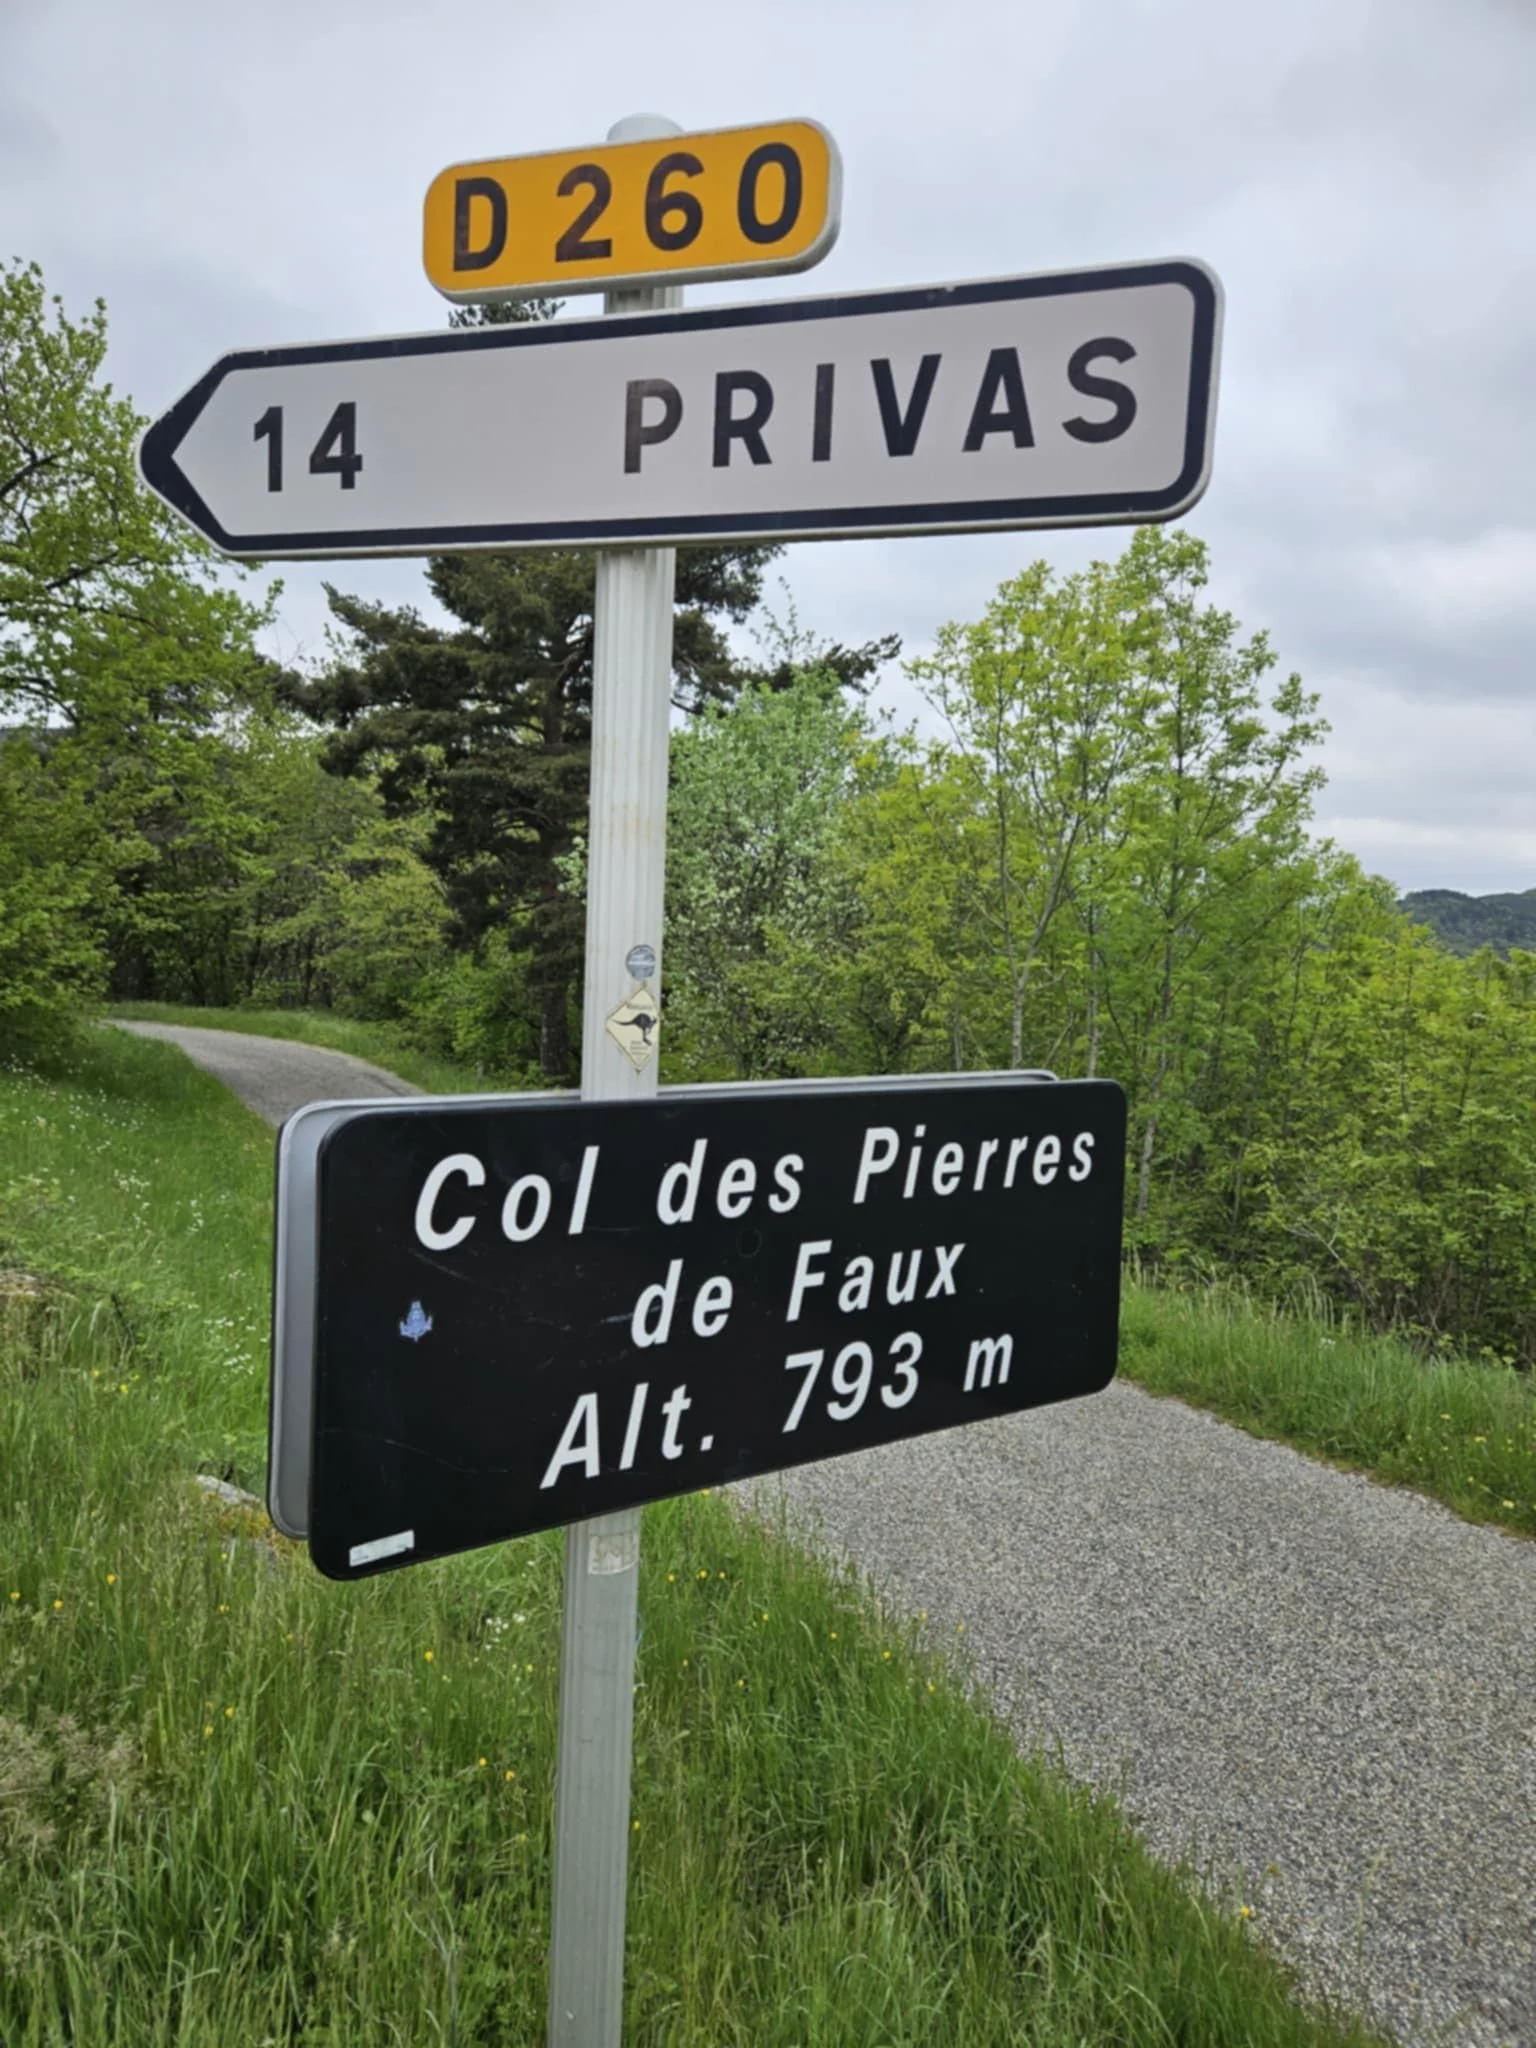 D 260
14 PRIVAS
Col des Pierres
de Faux
Alt. 793 m